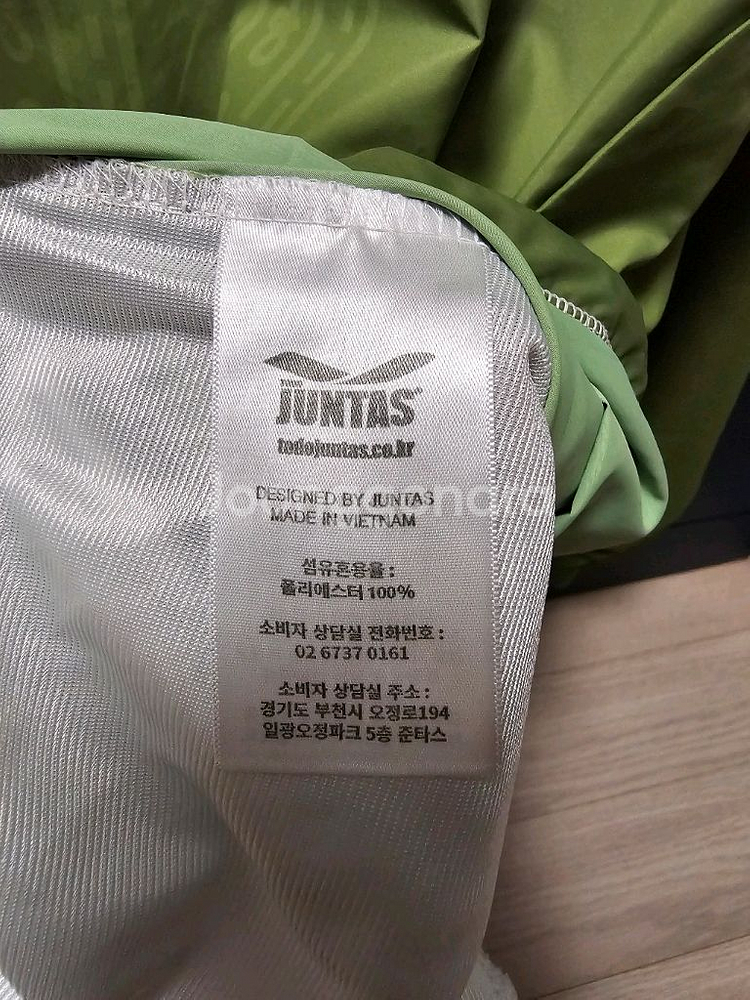 JUNTAS
todojuntas.co.kr
DESIGNED BY JUNTAS
MADE IN VIETNAM
섬유혼용율 :
폴리에스터 100%
소비자 상담실 전화번호 :
02 6737 0161
소비자 상담실 주소 :
경기도 부천시 오정로194
일광오정파크 5층 준타스